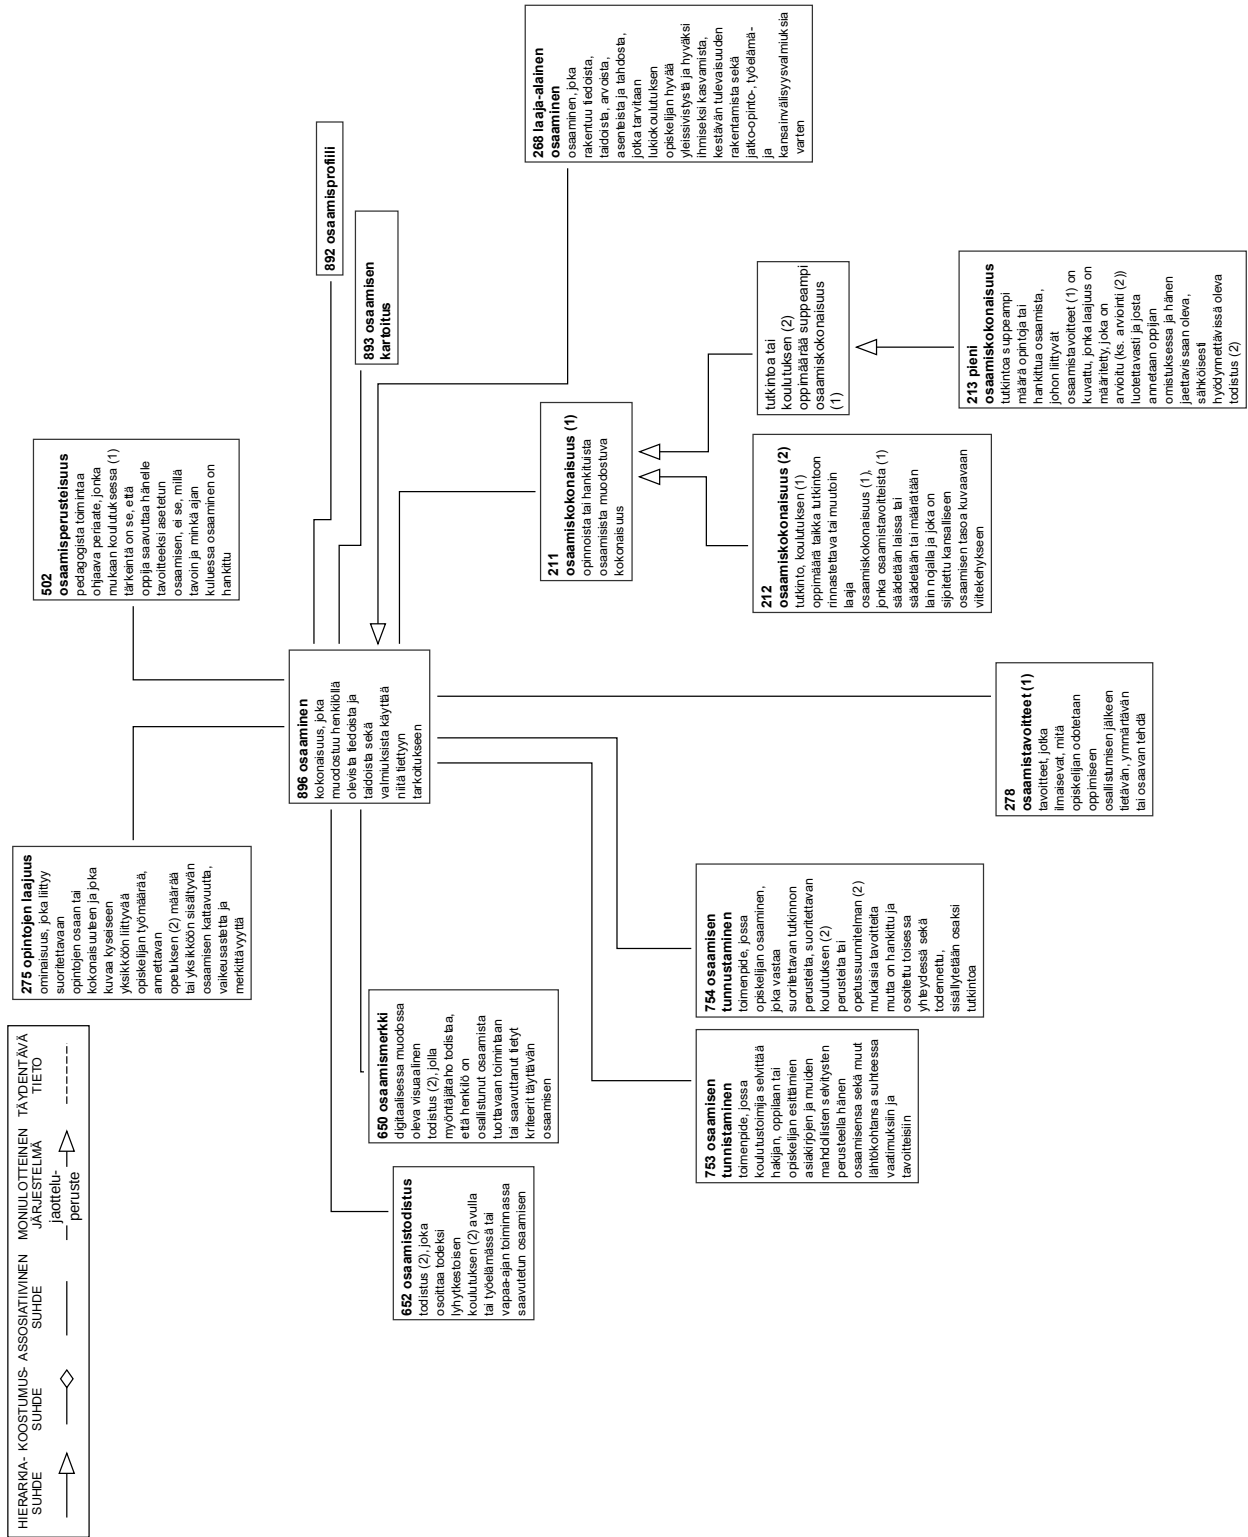 HIERARKIA-
SUHDE
KOOSTUMUS-
SUHDE
ASSOSIATIIVINEN
SUHDE
MONIULOTTEINEN
JÄRJESTELMÄ
jaottelu-
peruste
TÄYDENTÄVÄ
TIETO
275 opintojen laajuus
ominaisuus, joka liittyy
suoritettavaan
opintojen osaan tai
kokonaisuuteen ja joka
kuvaa kyseiseen
yksikköön liittyvää
opiskelijan työmäärää,
annettavan
opetuksen (2) määrää
tai yksikköön sisältyvän
osaamisen kattavuutta,
vaikeusastetta ja
merkittävyyttä
502
osaamisperusteisuus
pedagogista toimintaa
ohjaava periaate, jonka
mukaan koulutuksessa (1)
tärkeintä on se, että
oppija saavuttaa hänelle
tavoitteeksi asetetun
osaamisen, ei se, millä
tavoin ja minkä ajan
kuluessa osaaminen on
hankittu
892 osaamisprofiili
893 osaamisen
kartoitus
896 osaaminen
kokonaisuus, joka
muodostuu henkilöllä
olevista tiedoista ja
taidoista sekä
valmiuksista käyttää
niitä tiettyyn
tarkoitukseen
652 osaamistodistus
todistus (2), joka
osoittaa todeksi
lyhytkestoisen
koulutuksen (2) avulla
tai työelämässä tai
vapaa-ajan toiminnassa
saavutetun osaamisen
650 osaamismerkki
digitaalisessa muodossa
oleva visuaalinen
todistus (2), jolla
myöntäjätaho todistaa,
että henkilö on
osallistunut osaamista
tuottavaan toimintaan
tai saavuttanut tietyt
kriteerit täyttävän
osaamisen
211
osaamiskokonaisuus (1)
opinnoista tai hankituista
osaamisista muodostuva
kokonaisuus
268 laaja-alainen
osaaminen
osaaminen, joka
rakentuu tiedoista,
taidoista, arvoista,
asenteista ja tahdosta,
jotka tarvitaan
lukiokoulutuksen
opiskelijan hyvää
yleissivistystä ja hyväksi
ihmiseksi kasvamista,
kestävän tulevaisuuden
rakentamista sekä
jatko-opinto-, työelämä-
ja
kansainvälisyysvalmiuksia
varten
753 osaamisen
tunnistaminen
toimenpide, jossa
koulutustoimija selvittää
hakijan, oppilaan tai
opiskelijan esittämien
asiakirjojen ja muiden
mahdollisten selvitysten
perusteella hänen
osaamisensa sekä muut
lähtökohtansa suhteessa
vaatimuksiin ja
tavoitteisiin
754 osaamisen
tunnustaminen
toimenpide, jossa
opiskelijan osaaminen,
joka vastaa
suoritettavan tutkinnon
perusteita, suoritettavan
koulutuksen (2)
perusteita tai
opetussuunnitelman (2)
mukaisia tavoitteita
mutta on hankittu ja
osoitettu toisessa
yhteydessä sekä
todennettu,
sisällytetään osaksi
tutkintoa
212
osaamiskokonaisuus (2)
tutkinto, koulutuksen (1)
oppimäärä taikka tutkintoon
rinnastettava tai muutoin
laaja
osaamiskokonaisuus (1),
jonka osaamistavoitteista (1)
säädetään laissa tai
säädetään tai määrätään
lain nojalla ja joka on
sijoitettu kansalliseen
osaamisen tasoa kuvaavaan
viitekehykseen
tutkintoa tai
koulutuksen (2)
oppimäärää suppeampi
osaamiskokonaisuus
(1)
278
osaamistavoitteet (1)
tavoitteet, jotka
ilmaisevat, mitä
opiskelijan odotetaan
oppimiseen
osallistumisen jälkeen
tietävän, ymmärtävän
tai osaavan tehdä
213 pieni
osaamiskokonaisuus
tutkintoa suppeampi
määrä opintoja tai
hankittua osaamista,
johon liittyvät
osaamistavoitteet (1) on
kuvattu, jonka laajuus on
määritetty, joka on
arvioitu (ks. arviointi (2))
luotettavasti ja josta
annetaan oppijan
omistuksessa ja hänen
jaettavissaan oleva,
sähköisesti
hyödynnettävissä oleva
todistus (2)